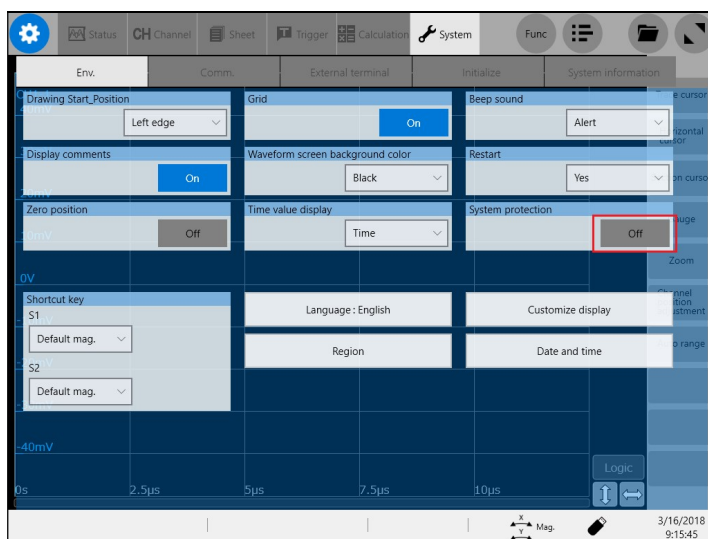 Status
CH Channel
Sheet
Trigger
Calculation
System
Func
Env.
Comm.
External terminal
Initialize
System information
Drawing Start_Position
Left edge
Grid
On
Beep sound
Alert
Display comments
On
Waveform screen background color
Black
Restart
Yes
Zero position
Off
Time value display
Time
System protection
Off
Zoom
0V
Shortcut key
S1
Default mag.
S2
Default mag.
Language : English
Customize display
Region
Date and time
-40mV
Logic
0s
2.5µs
5µs
7.5µs
10µs
X
Y
Mag.
3/16/2018
9:15:45